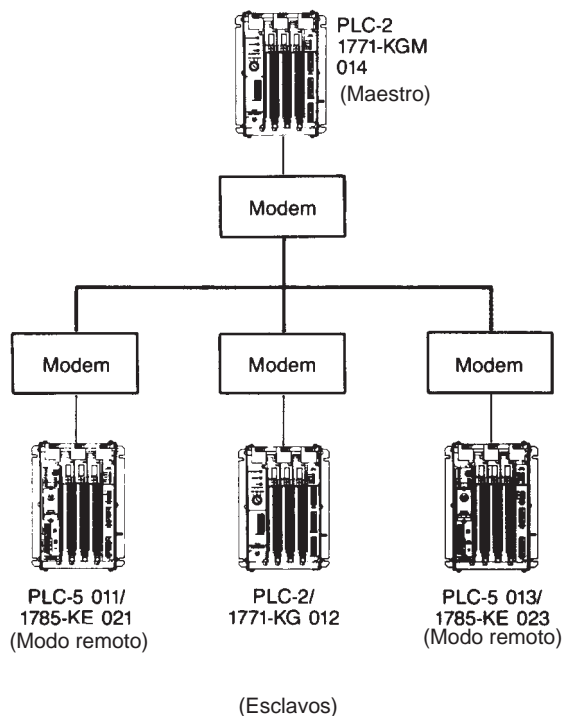 PLC-2
1771-KGM
014
(Maestro)
Modem
Modem
Modem
Modem
PLC-5 011/
1785-KE 021
(Modo remoto)
PLC-2/
1771-KG 012
PLC-5 013/
1785-KE 023
(Modo remoto)
(Esclavos)